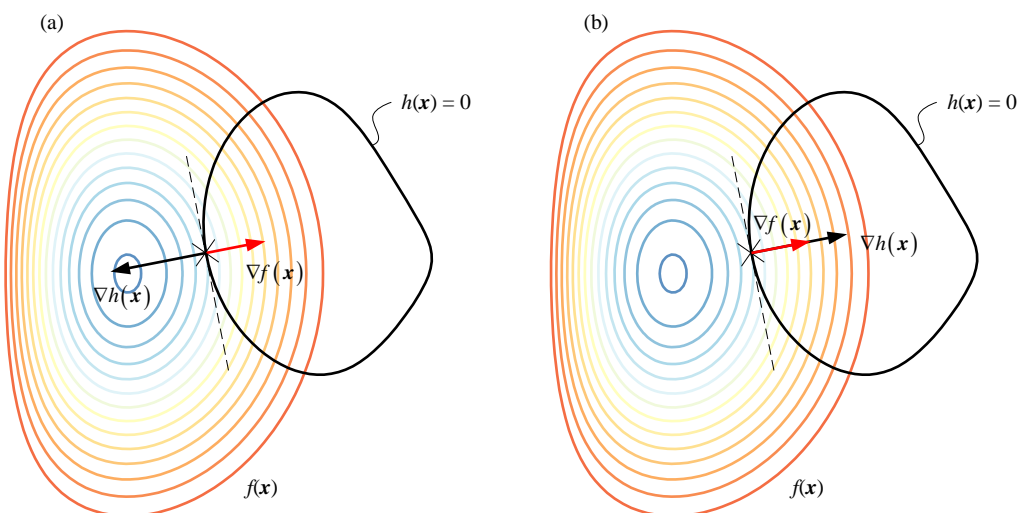 (a)
h(x) = 0
∇f(x)
∇h(x)
f(x)
(b)
h(x) = 0
∇f(x)
∇h(x)
f(x)